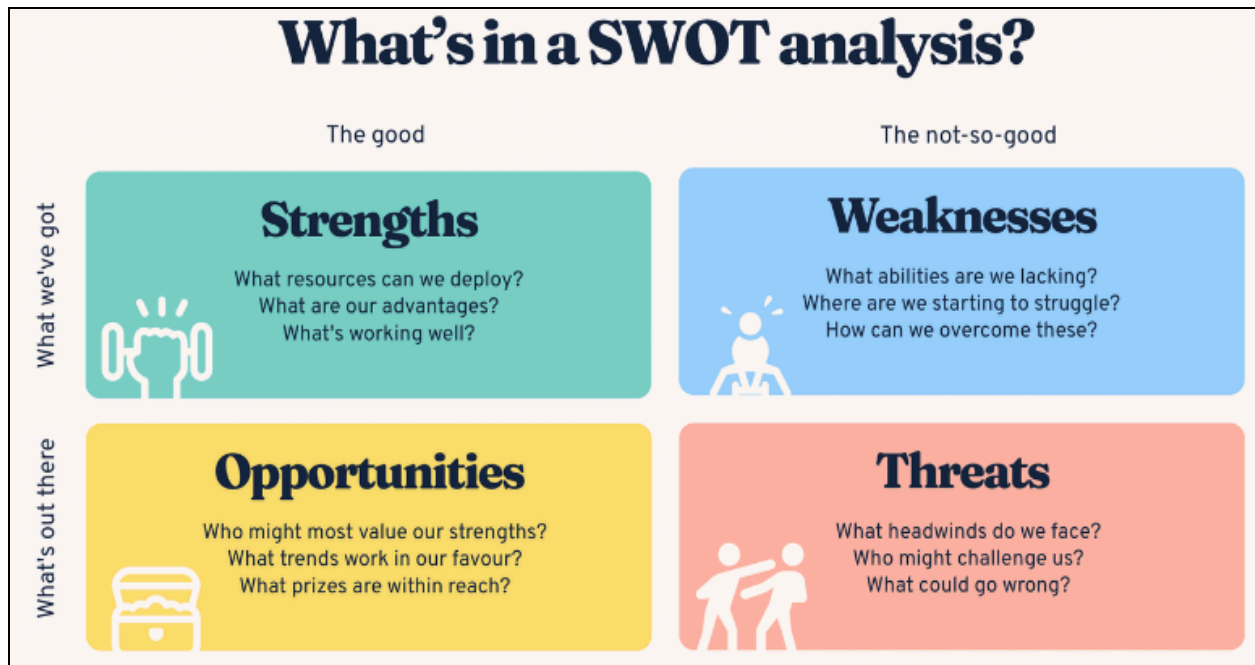 What's in a SWOT analysis?
The good
The not-so-good
What we've got
Strengths
What resources can we deploy?
What are our advantages?
What's working well?
Weaknesses
What abilities are we lacking?
Where are we starting to struggle?
How can we overcome these?
What's out there
Opportunities
Who might most value our strengths?
What trends work in our favour?
What prizes are within reach?
Threats
What headwinds do we face?
Who might challenge us?
What could go wrong?